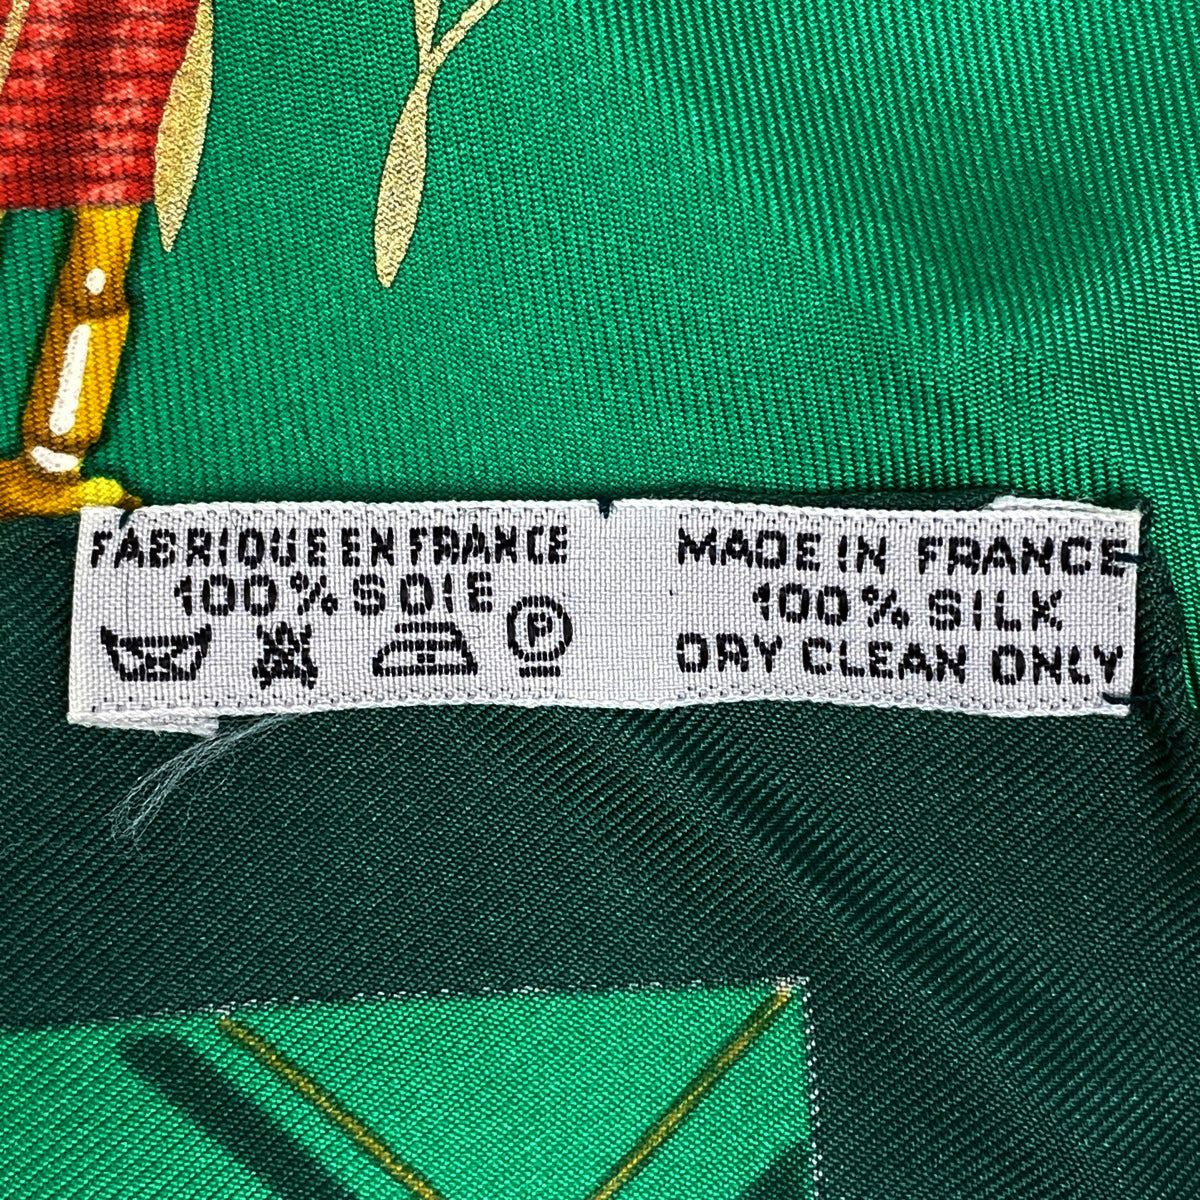 FABRIQUE EN FRANCE
100% SOIE
P
MADE IN FRANCE
100% SILK
DRY CLEAN ONLY